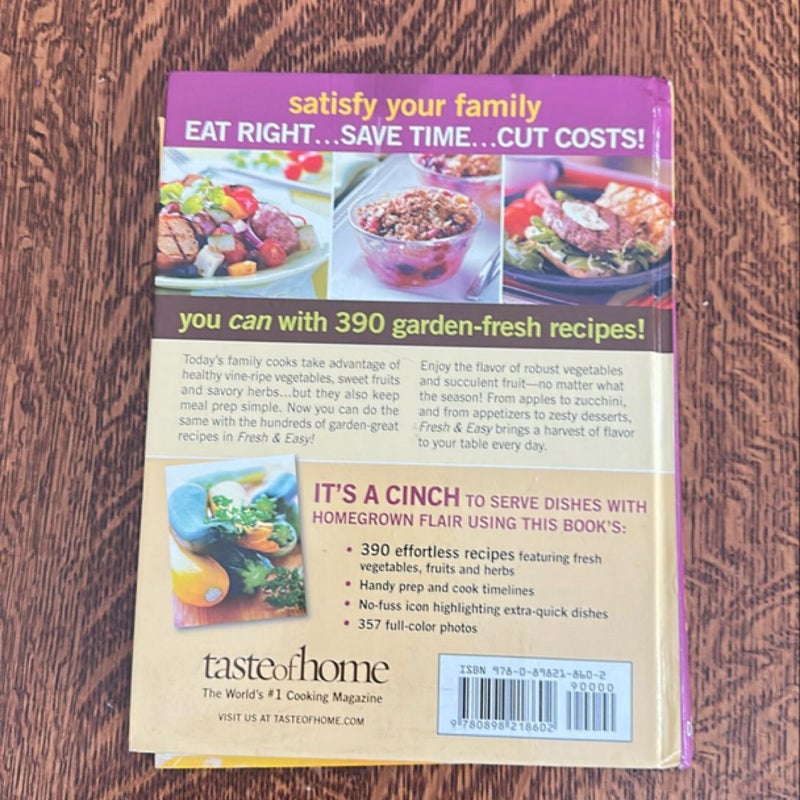 satisfy your family
EAT RIGHT...SAVE TIME...CUT COSTS!
you can with 390 garden-fresh recipes!
Today's family cooks take advantage of
healthy vine-ripe vegetables, sweet fruits
and savory herbs...but they also keep
meal prep simple. Now you can do the
same with the hundreds of garden-great
recipes in Fresh & Easy!
Enjoy the flavor of robust vegetables
and succulent fruit—no matter what
the season! From apples to zucchini,
and from appetizers to zesty desserts,
Fresh & Easy brings a harvest of flavor
to your table every day.
IT'S A CINCH TO SERVE DISHES WITH
HOMEGROWN FLAIR USING THIS BOOK'S:
• 390 effortless recipes featuring fresh
vegetables, fruits and herbs
• Handy prep and cook timelines
• No-fuss icon highlighting extra-quick dishes
• 357 full-color photos
tasteofhome
The World's #1 Cooking Magazine
VISIT US AT TASTEOFHOME.COM
ISBN 978-0-89821-860-2
90000
9 780898 218602